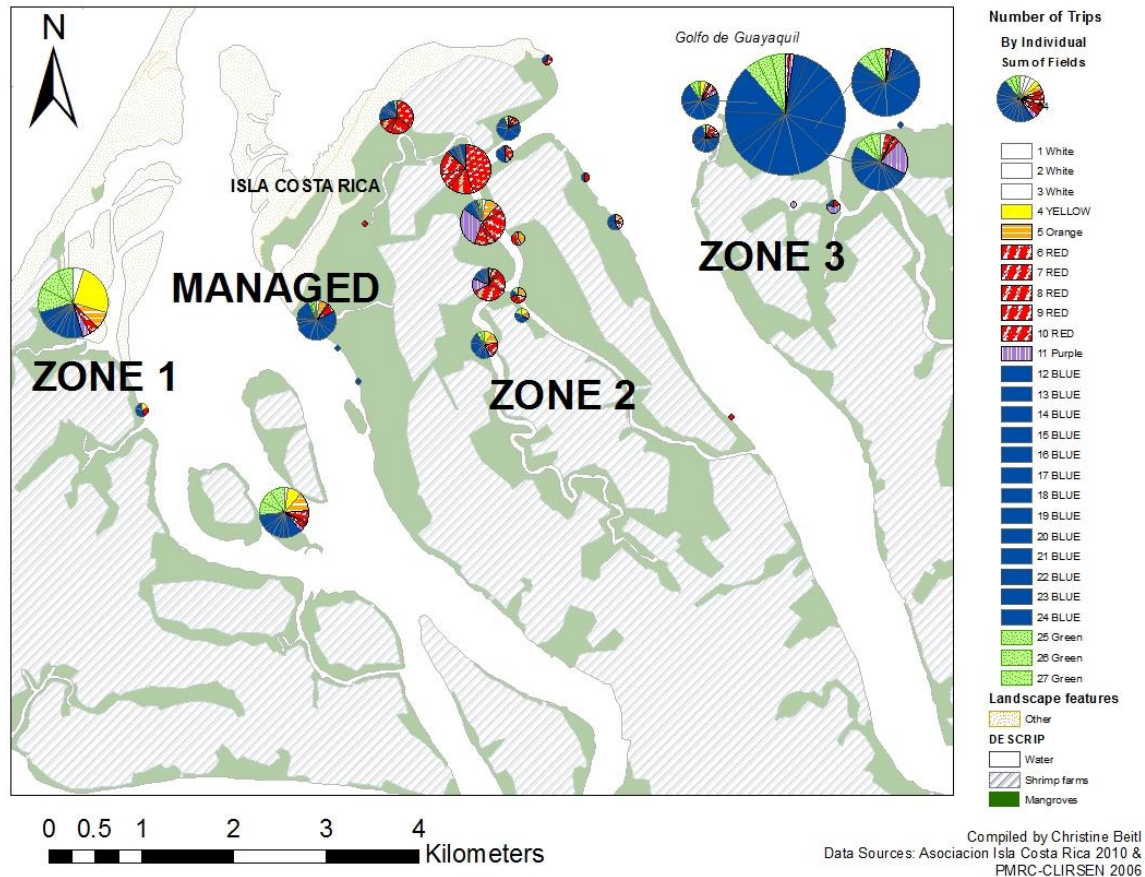 N
Golfo de Guayaquil
ISLA COSTA RICA
MANAGED
ZONE 1
ZONE 2
ZONE 3
0 0.5 1 2 3 4
Kilometers
Number of Trips
By Individual
Sum of Fields
1 White
2 White
3 White
4 YELLOW
5 Orange
6 RED
7 RED
8 RED
9 RED
10 RED
11 Purple
12 BLUE
13 BLUE
14 BLUE
15 BLUE
16 BLUE
17 BLUE
18 BLUE
19 BLUE
20 BLUE
21 BLUE
22 BLUE
23 BLUE
24 BLUE
25 Green
26 Green
27 Green
Landscape features
Other
DESCRIP
Water
Shrimp farms
Mangroves
Compiled by Christine Beitl
Data Sources: Asociacion Isla Costa Rica 2010 &
PMRC-CLIRSEN 2006